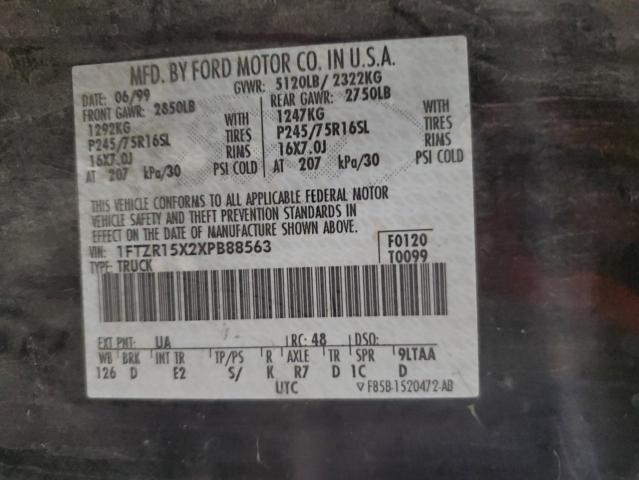 MFD. BY FORD MOTOR CO. IN U.S.A.
DATE: 06/99 GVWR: 5120LB/ 2322KG
FRONT GAWR: 2850LB REAR GAWR: 2750LB
1292KG WITH 1247KG WITH
P245/75R16SL TIRES P245/75R16SL TIRES
16X7.0J RIMS 16X7.0J RIMS
AT 207 kPa/30 PSI COLD AT 207 kPa/30 PSI COLD
THIS VEHICLE CONFORMS TO ALL APPLICABLE FEDERAL MOTOR
VEHICLE SAFETY AND THEFT PREVENTION STANDARDS IN
EFFECT ON THE DATE OF MANUFACTURE SHOWN ABOVE.
VIN: 1FTZR15X2XPB88563 F0120
TYPE: TRUCK T0099
EXT PNT: UA RC: 48 DSO:
WB BRK INT TR TP/PS R AXLE TR SPR 9LTAA
126 D E2 S/ K R7 D 1C D
UTC F85B-1520472-AB